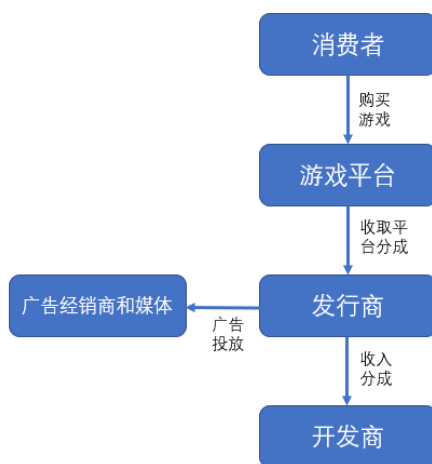 消费者
购买
游戏
游戏平台
收取平
台分成
广告经销商和媒体
发行商
广告
投放
收入
分成
开发商